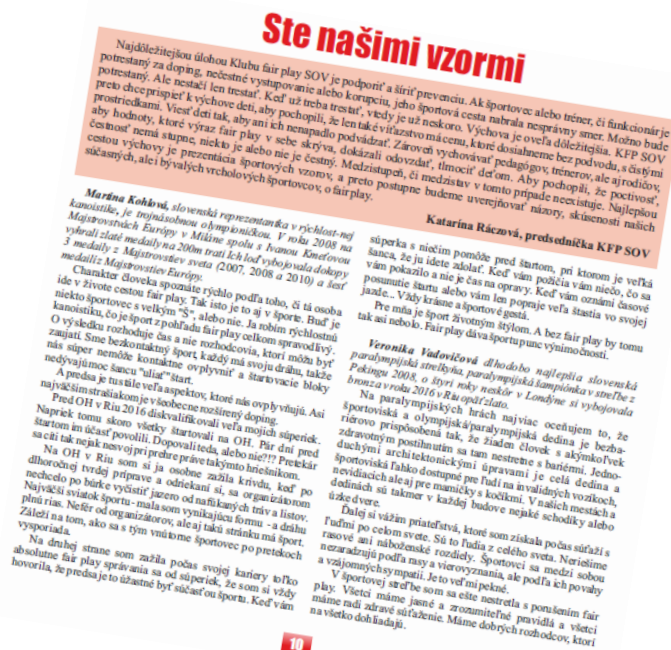 Ste našimi vzormi
Najdôležitejšou úlohou Klubu fair play SOV je podporiť a šíriť prevenciu. Ak športovec alebo tréner, či funkcionár je
potrestaný za doping, nečestné vystupovanie alebo korupciu, jeho športová cesta nabrala nesprávny smer. Možno bude
potrestaný. Ale nestačí len trestať. Keď už treba trestať, vtedy je už neskoro. Výchova je oveľa dôležitejšia. KFP SOV
preto chce prispieť k výchove detí, aby pochopili, že len také víťazstvo má cenu, ktoré dosiahneme bez podvodu, s čistými
prostriedkami. Viesť deti tak, aby ani ich nenapadlo podvádzať. Zároveň vychovávať pedagógov, trénerov, ale aj rodičov,
aby hodnoty, ktoré výraz fair play v sebe skrýva, dokázali odovzdať, tlmočiť deťom. Aby pochopili, že poctivosť,
čestnosť nemá stupne, niekto je alebo nie je čestný. Medzistupeň, či medzistav v tomto prípade neexistuje. Najlepšou
cestou výchovy je prezentácia športových vzorov, a preto postupne budeme uverejňovať názory, skúsenosti našich
súčasných, ale i bývalých vrcholových športovcov, o fair play.
Katarína Ráczová, predsedníčka KFP SOV
Martina Kohlová, slovenská reprezentantka v rýchlost-nej
kanoistike, je trojnásobnou olympioničkou. V roku 2008 na
Majstrovstvách Európy v Miláne spolu s Ivanou Kmeťovou
vyhrali zlaté medaily na 200m trati Ich loď vybojovala dokopy
3 medaily z Majstrovstiev sveta (2007, 2008 a 2010) a šesť
medailí z Majstrovstiev Európy.
Charakter človeka spoznáte rýchlo podľa toho, či tá osoba
ide v živote cestou fair play. Tak isto je to aj v športe. Buď je
niekto športovec s veľkým "Š", alebo nie. Ja robím rýchlostnú
kanoistiku, čo je šport z pohľadu fair play celkom spravodlivý.
O výsledku rozhoduje čas a nie rozhodcovia, ktorí môžu byť
zaujatí. Sme bezkontaktný šport, každý má svoju dráhu, takže
nás súper nemôže kontaktne ovplyvniť a štartovacie bloky
nedývajú moc šancu "uliať" štart.
A predsa je tu stále veľa aspektov, ktoré nás ovplyvňujú. Asi
najväčším strašiakom je všeobecne rozšírený doping.
Pred OH v Riu 2016 diskvalifikovali veľa mojich súperiek.
Napriek tomu skoro všetky štartovali na OH. Pár dní pred
štartom im účasť povolili. Dopovali teda, alebo nie??? Pretekár
sa cíti tak nejak nesvoj pri prehre práve takýmto hriešnikom.
Na OH v Riu som si ja osobne zažila krivdu, keď po
dlhoročnej tvrdej príprave a odriekaní si, sa organizátorom
nechcelo po búrke vyčistiť jazero od nafúkaných tráv a listov.
Najväčší sviatok športu - mala som vynikajúcu formu - a dráhu
plnú rias. Nefér od organizátorov, ale aj takú stránku má šport.
Záleží na tom, ako sa s tým vnútorne športovec po pretekoch
vysporiada.
Na druhej strane som zažila počas svojej kariery toľko
absolutne fair play správania sa od súperiek, že som si vždy
hovorila, že predsa je to úžastné byť súčasťou športu. Keď vám
súperka s niečím pomôže pred štartom, pri ktorom je veľká
šanca, že ju idete zdolať. Keď vám požičia vám niečo, čo sa
vám pokazilo a nie je čas na opravy. Keď vám oznámi časové
posunutie štartu alebo vám len popraje veľa štastia vo svojej
jazde... Vždy krásne a športové gestá.
Pre mňa je šport životným štýlom. A bez fair play by tomu
tak asi nebolo. Fair play dáva športu punc výnimočnosti.
Veronika Vadovičová dlhodobo najlepšia slovenská
paralympijská strelkyňa, paralympijská šampiónka v streľbe z
Pekingu 2008, o štyri roky neskôr v Londýne si vybojovala
bronz a v roku 2016 v Riu opäť zlato.
Na paralympijských hrách najviac oceňujem to, že
športoviská a olympijská/paralympijská dedina je bezba-
riérovo prispôsobená tak, že žiaden človek s akýmkoľvek
zdravotným postihnutím sa tam nestretne s bariérmi. Jedno-
duchými architektonickými úpravami je celá dedina a
športoviská ľahko dostupné pre ľudí na invalidných vozíkoch,
nevidiacich ale aj pre mamičky s kočíkmi. V našich mestách a
dedinách sú takmer v každej budove nejaké schodíky alebo
úzke dvere.
Ďalej si vážim priateľstvá, ktoré som získala počas súťaží s
ľuďmi po celom svete. Sú to ľudia z celého sveta. Neriešime
rasové ani náboženské rozdiely. Športovci sa medzi sebou
nezaradzujú podľa rasy a vierovyznania, ale podľa ich povahy
a vzájomných sympatií. Je to veľmi pekné.
V športovej streľbe som sa ešte nestretla s porušením fair
play. Všetci máme jasné a zrozumiteľné pravidlá a všetci
máme radi zdravé súťaženie. Máme dobrých rozhodcov, ktorí
na všetko dohliadajú.
10